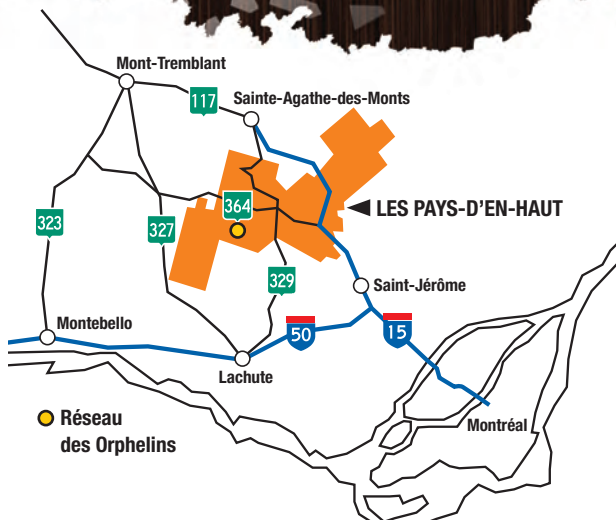 Mont-Tremblant
Sainte-Agathe-des-Monts
117
364
LES PAYS-D'EN-HAUT
323
327
329
Saint-Jérôme
Montebello
50
15
Lachute
Réseau
des Orphelins
Montréal